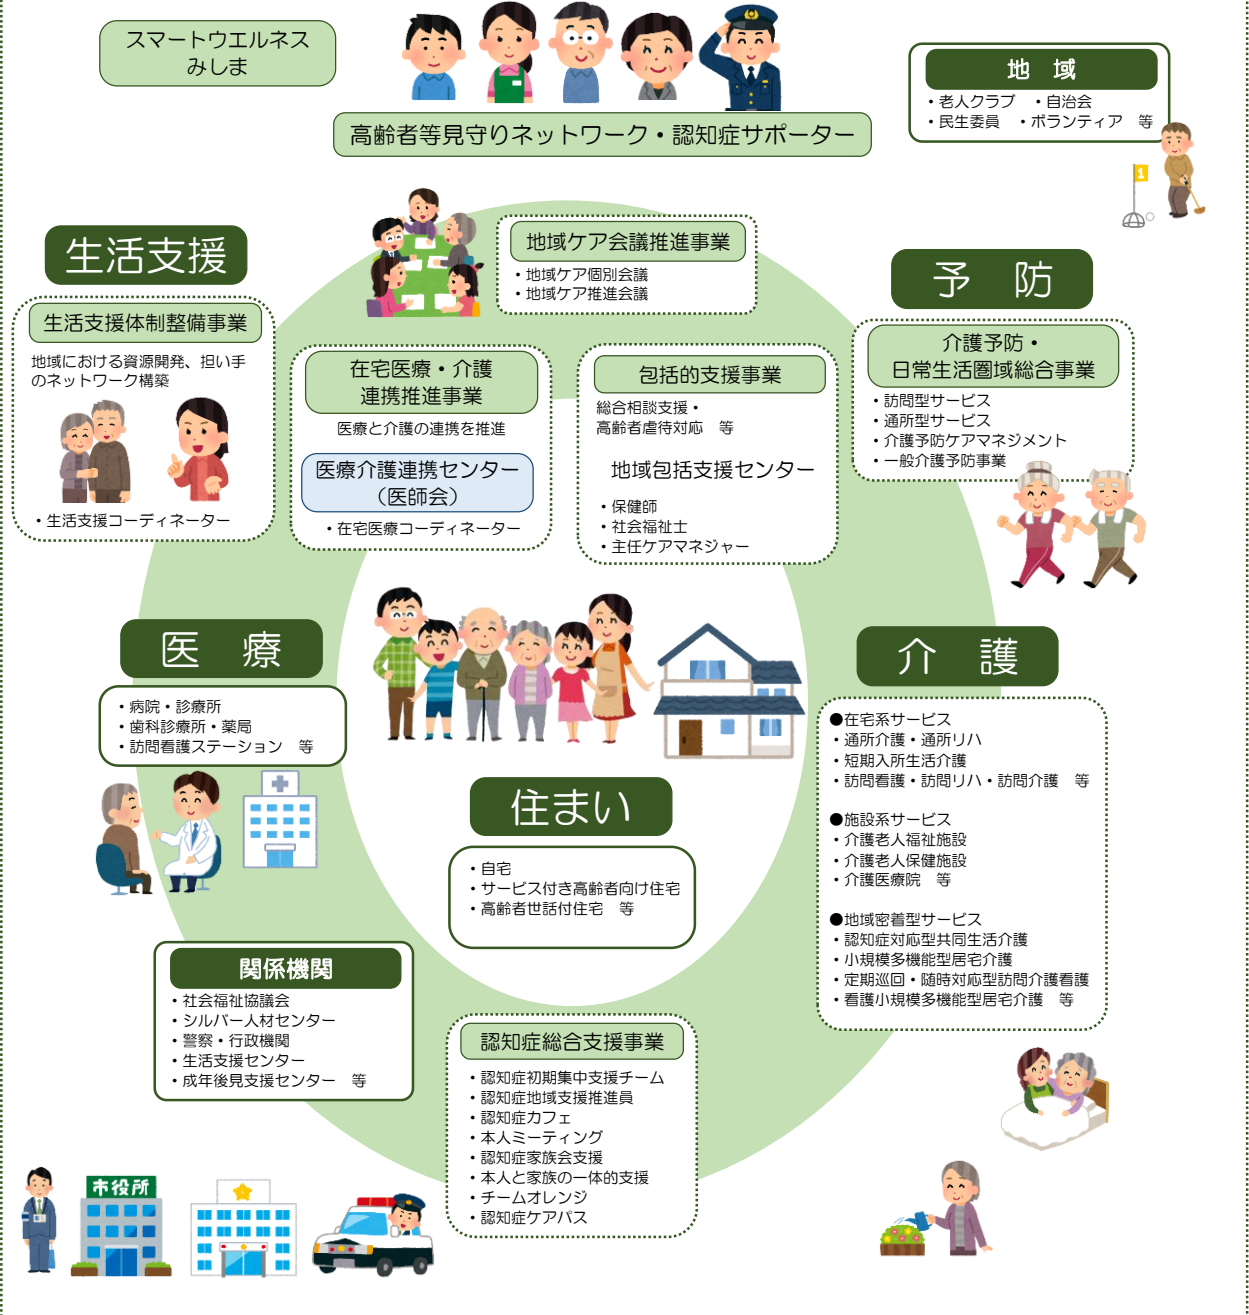 スマートウエルネス
みしま
高齢者等見守りネットワーク・認知症サポーター
地　域
・老人クラブ　・自治会
・民生委員　・ボランティア　等
1
生活支援
生活支援体制整備事業
地域における資源開発、担い手
のネットワーク構築
・生活支援コーディネーター
地域ケア会議推進事業
・地域ケア個別会議
・地域ケア推進会議
予　防
介護予防・
日常生活圏域総合事業
・訪問型サービス
・通所型サービス
・介護予防ケアマネジメント
・一般介護予防事業
在宅医療・介護
連携推進事業
医療と介護の連携を推進
医療介護連携センター
（医師会）
・在宅医療コーディネーター
包括的支援事業
総合相談支援・
高齢者虐待対応　等
地域包括支援センター
・保健師
・社会福祉士
・主任ケアマネジャー
医　療
・病院・診療所
・歯科診療所・薬局
・訪問看護ステーション　等
介　護
●在宅系サービス
・通所介護・通所リハ
・短期入所生活介護
・訪問看護・訪問リハ・訪問介護　等
●施設系サービス
・介護老人福祉施設
・介護老人保健施設
・介護医療院　等
●地域密着型サービス
・認知症対応型共同生活介護
・小規模多機能型居宅介護
・定期巡回・随時対応型訪問介護看護
・看護小規模多機能型居宅介護　等
住まい
・自宅
・サービス付き高齢者向け住宅
・高齢者世話付住宅　等
関係機関
・社会福祉協議会
・シルバー人材センター
・警察・行政機関
・生活支援センター
・成年後見支援センター　等
認知症総合支援事業
・認知症初期集中支援チーム
・認知症地域支援推進員
・認知症カフェ
・本人ミーティング
・認知症家族会支援
・本人と家族の一体的支援
・チームオレンジ
・認知症ケアパス
市役所